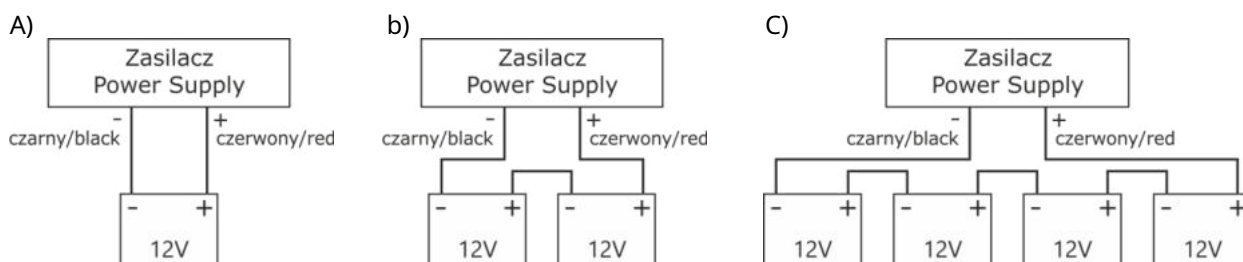 A)
Zasilacz
Power Supply
- +
czarny/black czerwony/red
- +
12V
b)
Zasilacz
Power Supply
- +
czarny/black czerwony/red
- + - +
12V 12V
C)
Zasilacz
Power Supply
- +
czarny/black czerwony/red
- + - + - + - +
12V 12V 12V 12V